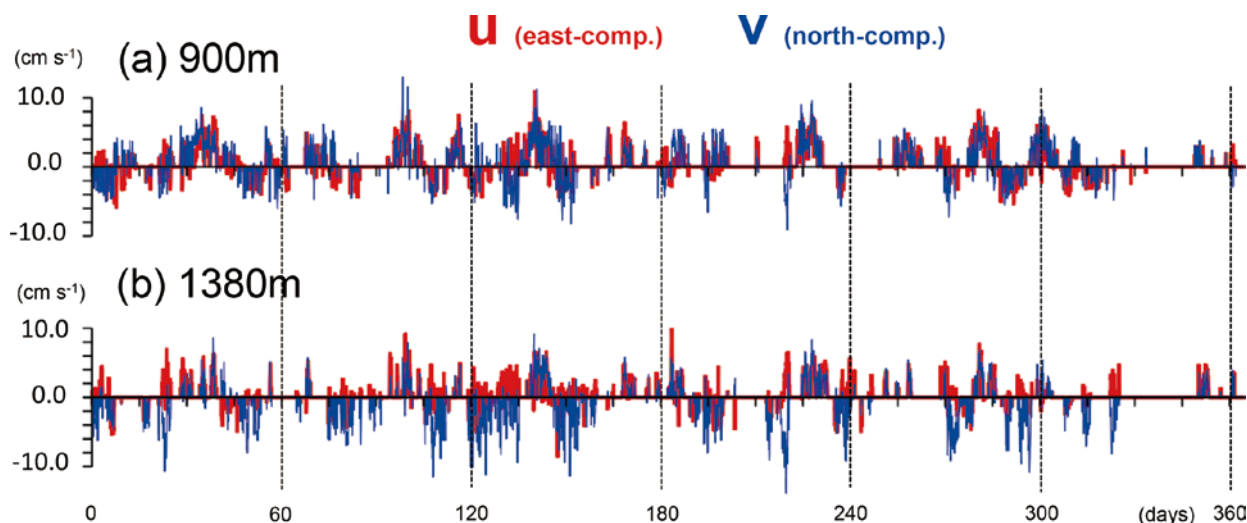 u (east-comp.) v (north-comp.)
(cm s⁻¹)
(a) 900m
10.0
0.0
-10.0
(cm s⁻¹)
(b) 1380m
10.0
0.0
-10.0
0 60 120 180 240 300 (days) 360